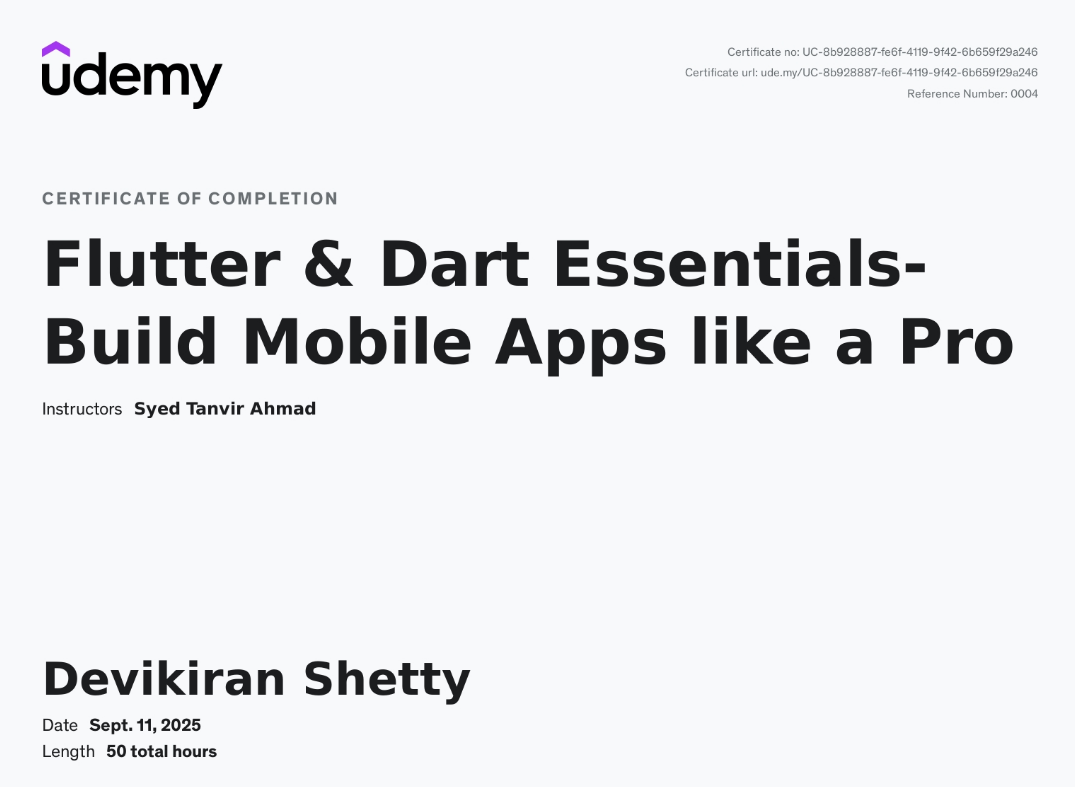 udemy
Certificate no: UC-8b928887-fe6f-4119-9f42-6b659f29a246
Certificate url: ude.my/UC-8b928887-fe6f-4119-9f42-6b659f29a246
Reference Number: 0004
CERTIFICATE OF COMPLETION
Flutter & Dart Essentials-
Build Mobile Apps like a Pro
Instructors Syed Tanvir Ahmad
Devikiran Shetty
Date Sept. 11, 2025
Length 50 total hours